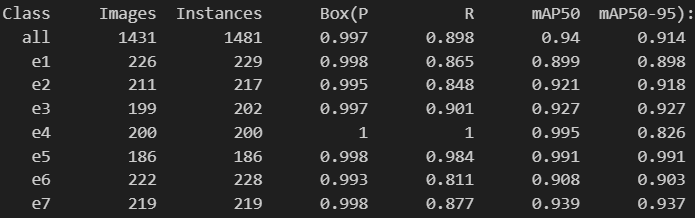 Class Images Instances Box(P R mAP50 mAP50-95):
all 1431 1481 0.997 0.898 0.94 0.914
e1 226 229 0.998 0.865 0.899 0.898
e2 211 217 0.995 0.848 0.921 0.918
e3 199 202 0.997 0.901 0.927 0.927
e4 200 200 1 1 0.995 0.826
e5 186 186 0.998 0.984 0.991 0.991
e6 222 228 0.993 0.811 0.908 0.903
e7 219 219 0.998 0.877 0.939 0.937